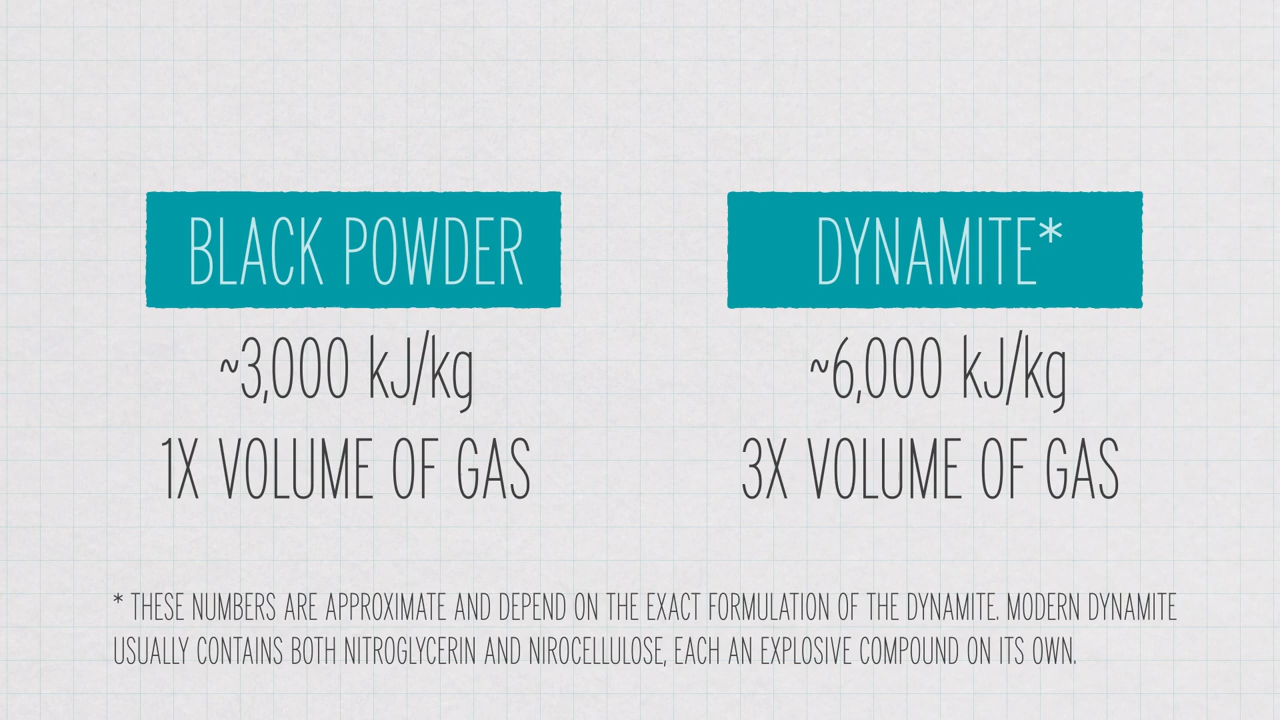 BLACK POWDER
DYNAMITE*
~3,000 kJ/kg
~6,000 kJ/kg
1X VOLUME OF GAS
3X VOLUME OF GAS
* THESE NUMBERS ARE APPROXIMATE AND DEPEND ON THE EXACT FORMULATION OF THE DYNAMITE. MODERN DYNAMITE
USUALLY CONTAINS BOTH NITROGLYCERIN AND NIROCELLULOSE, EACH AN EXPLOSIVE COMPOUND ON ITS OWN.